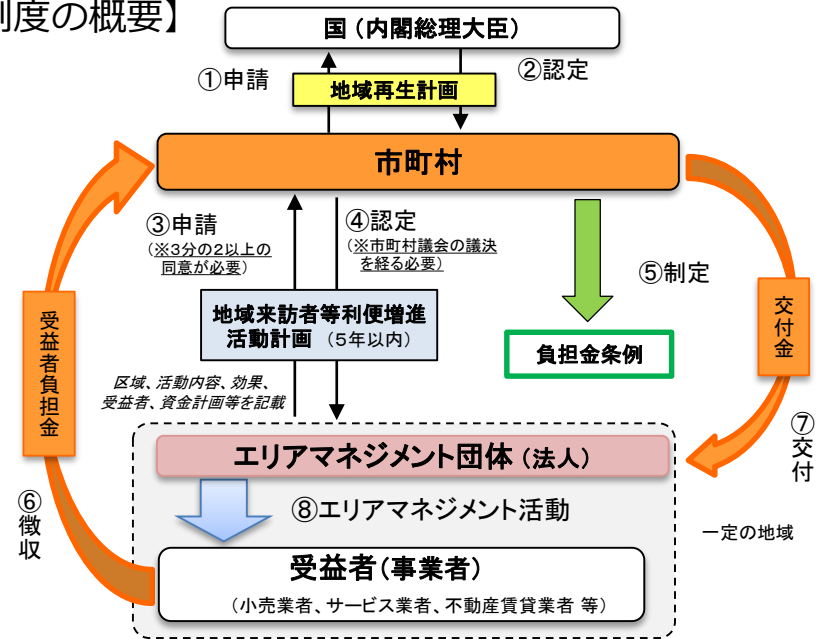 制度の概要】
国（内閣総理大臣）
①申請
②認定
地域再生計画
市町村
③申請
（※3分の2以上の
同意が必要）
④認定
（※市町村議会の議決
を経る必要）
⑤制定
地域来訪者等利便増進
活動計画 （5年以内）
負担金条例
区域、活動内容、効果、
受益者、資金計画等を記載
受益者負担金
交付金
⑦交付
エリアマネジメント団体（法人）
⑧エリアマネジメント活動
⑥徴収
一定の地域
受益者（事業者）
（小売業者、サービス業者、不動産賃貸業者 等）